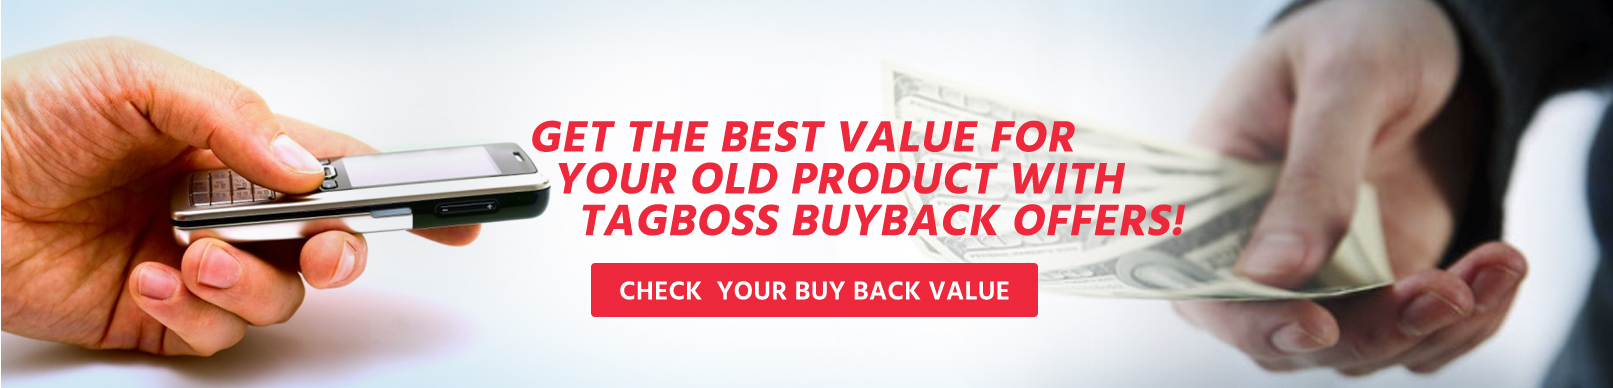 GET THE BEST VALUE FOR
YOUR OLD PRODUCT WITH
TAGBOSS BUYBACK OFFERS!
CHECK YOUR BUY BACK VALUE